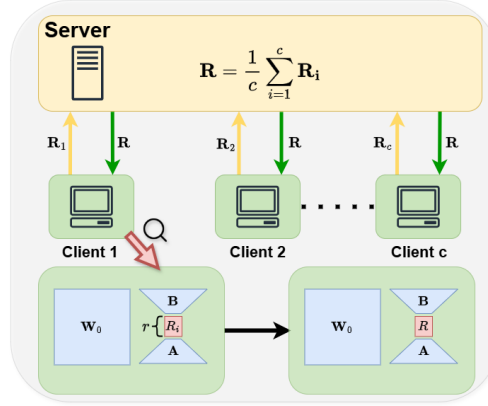 Server
R = 1/c ∑_{i=1}^{c} R_i
R_1 R R_2 R R_c R
Client 1 Client 2 Client c
W_0 B r { R_i A W_0 B R A